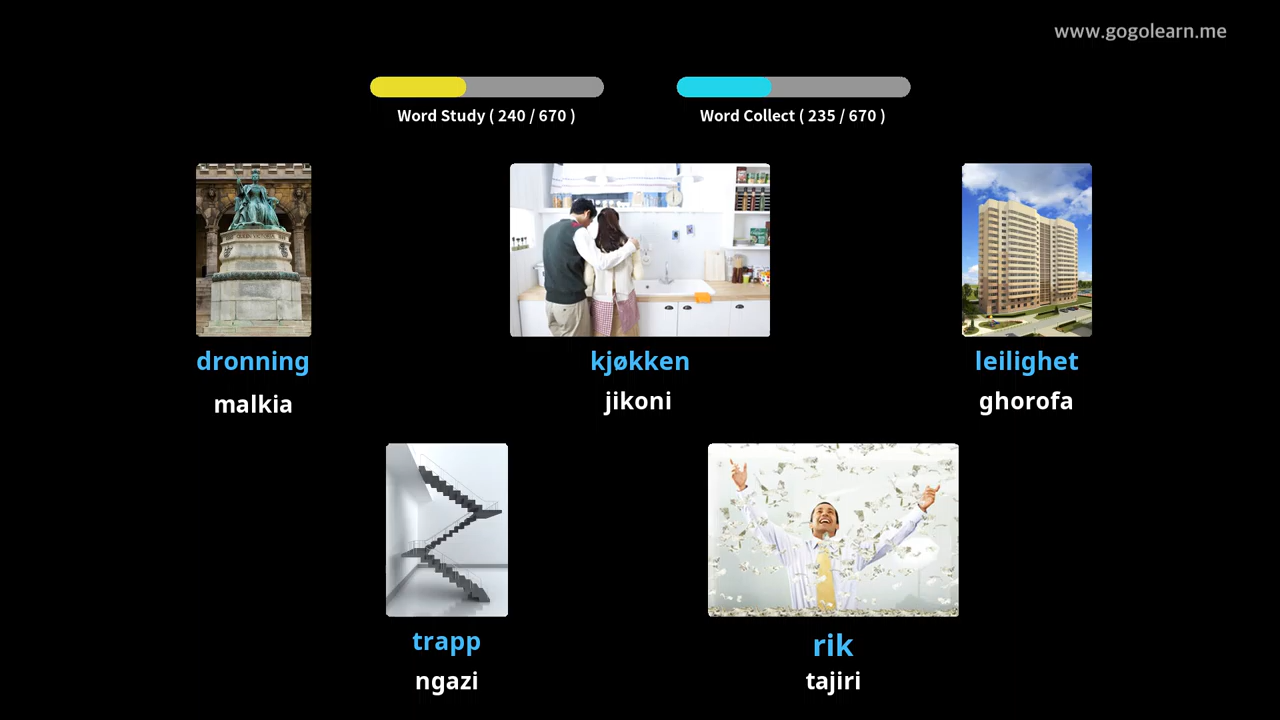 www.gogolearn.me
Word Study ( 240 / 670 )
Word Collect ( 235 / 670 )
dronning
malkia
kjøkken
jikoni
leilighet
ghorofa
trapp
ngazi
rik
tajiri